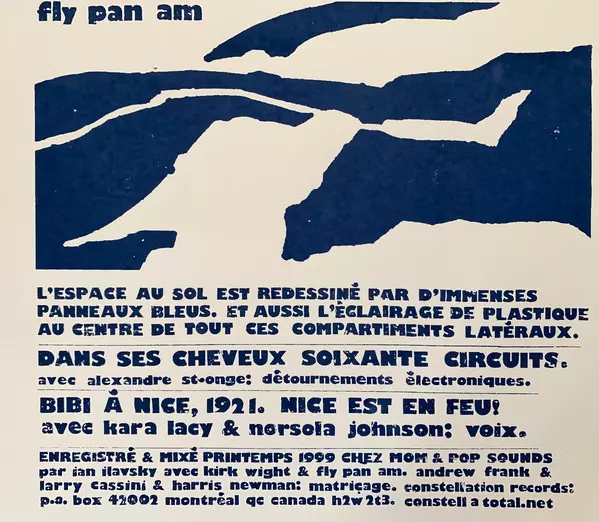 fly pan am
L'ESPACE AU SOL EST REDESSINÉ PAR D'IMMENSES
PANNEAUX BLEUS. ET AUSSI L'ÉCLAIRAGE DE PLASTIQUE
AU CENTRE DE TOUT CES COMPARTIMENTS LATÉRAUX.
DANS SES CHEVEUX SOIXANTE CIRCUITS.
avec alexandre st-onge: détournements électroniques.
BIBI À NICE, 1921. NICE EST EN FEU!
avec kara lacy & norsola johnson: voix.
ENREGISTRÉ & MIXÉ PRINTEMPS 1999 CHEZ MOM & POP SOUNDS
par ian ilavsky avec kirk wight & fly pan am. andrew frank &
larry cassini & harris newman: matriçage. constellation records:
p.o. box 42002 montréal qc canada h2w 2t3. constell a total.net